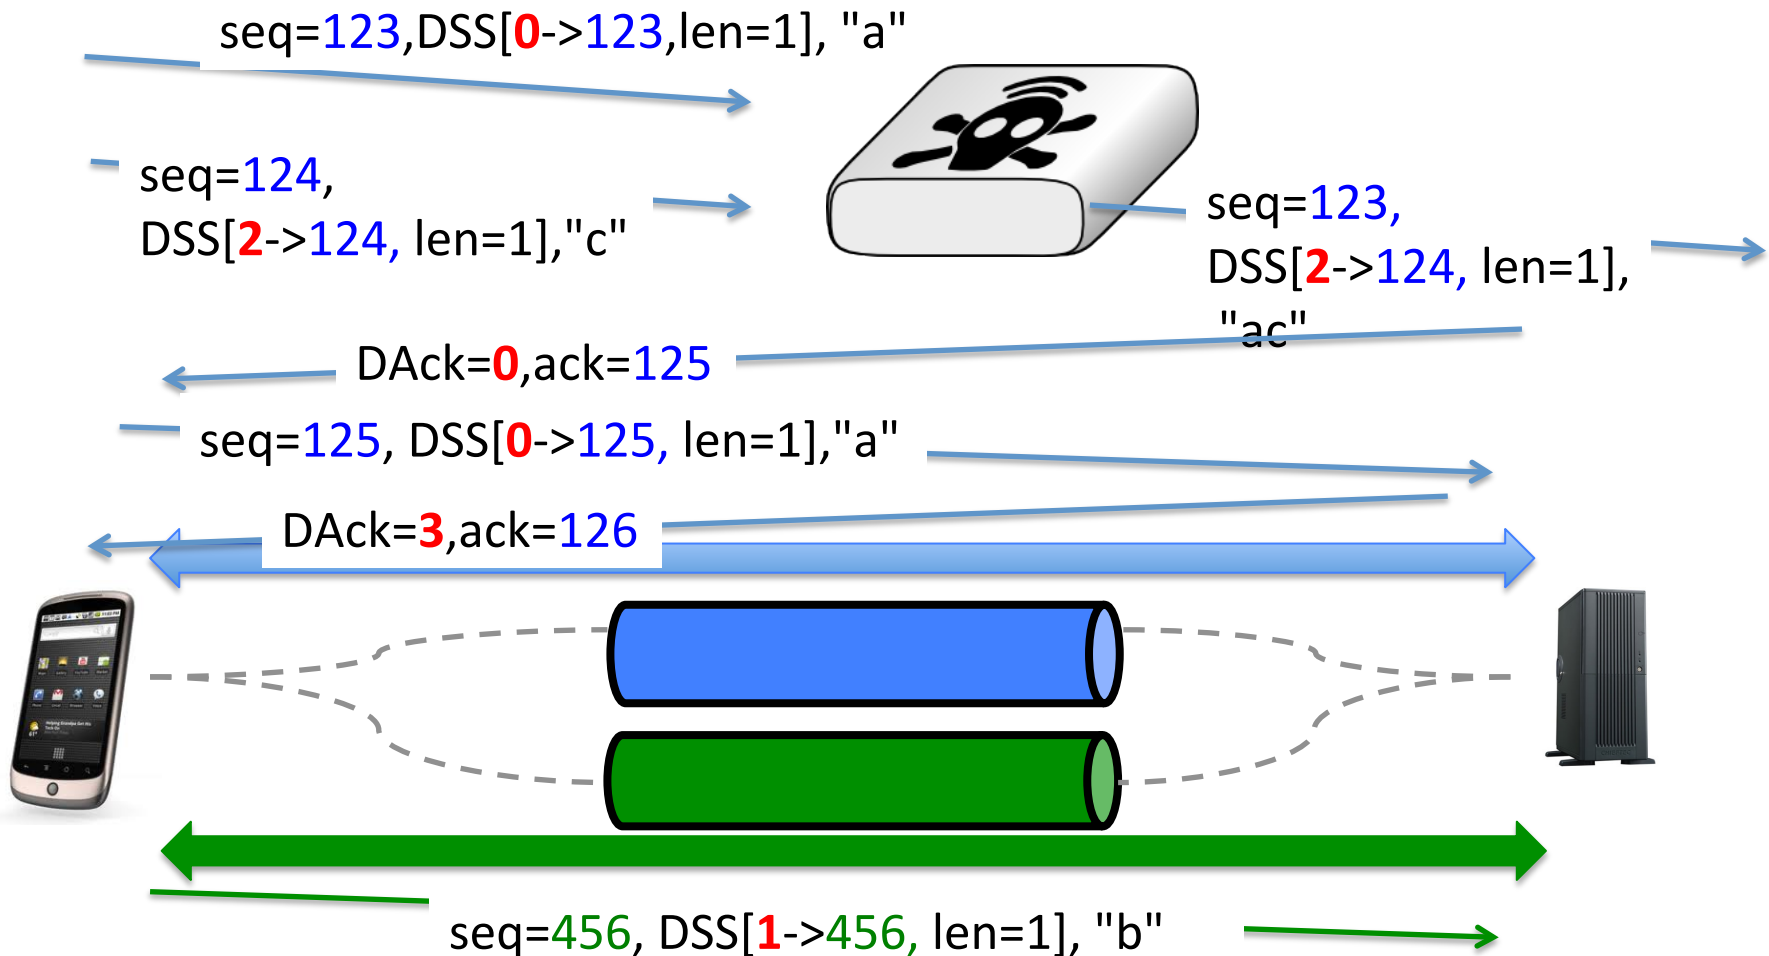 seq=123,DSS[0->123,len=1], "a"
seq=124,
DSS[2->124, len=1],"c"
seq=123,
DSS[2->124, len=1],
"ac"
DAck=0,ack=125
seq=125, DSS[0->125, len=1],"a"
DAck=3,ack=126
seq=456, DSS[1->456, len=1], "b"